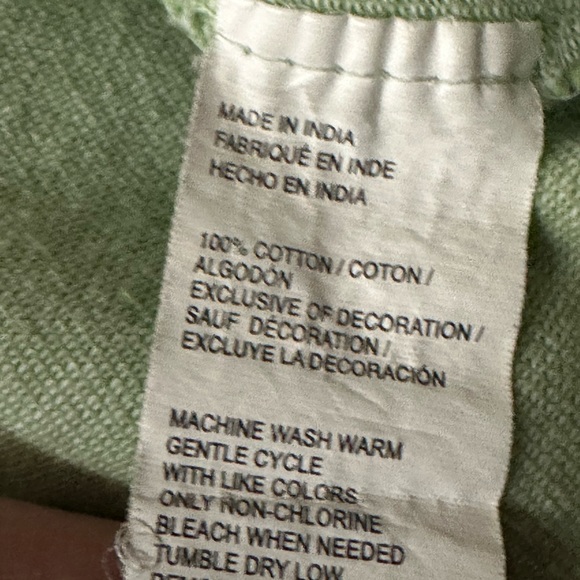 MADE IN INDIA
FABRIQUÉ EN INDE
HECHO EN INDIA
100% COTTON / COTON /
ALGODÓN
EXCLUSIVE OF DECORATION /
SAUF DÉCORATION /
EXCLUYE LA DECORACIÓN
MACHINE WASH WARM
GENTLE CYCLE
WITH LIKE COLORS
ONLY NON-CHLORINE
BLEACH WHEN NEEDED
TUMBLE DRY LOW